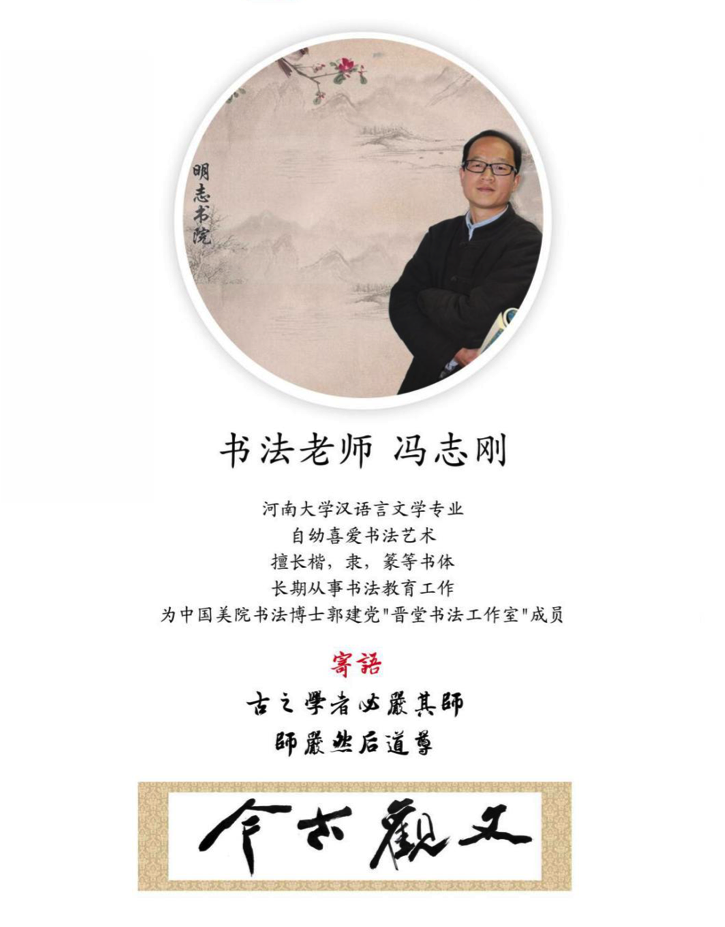 明志书院
书法老师 冯志刚
河南大学汉语言文学专业
自幼喜爱书法艺术
擅长楷，隶，篆等书体
长期从事书法教育工作
为中国美院书法博士郭建党"晋堂书法工作室"成员
寄語
古之學者必嚴其師
師嚴然后道尊
文觀古今